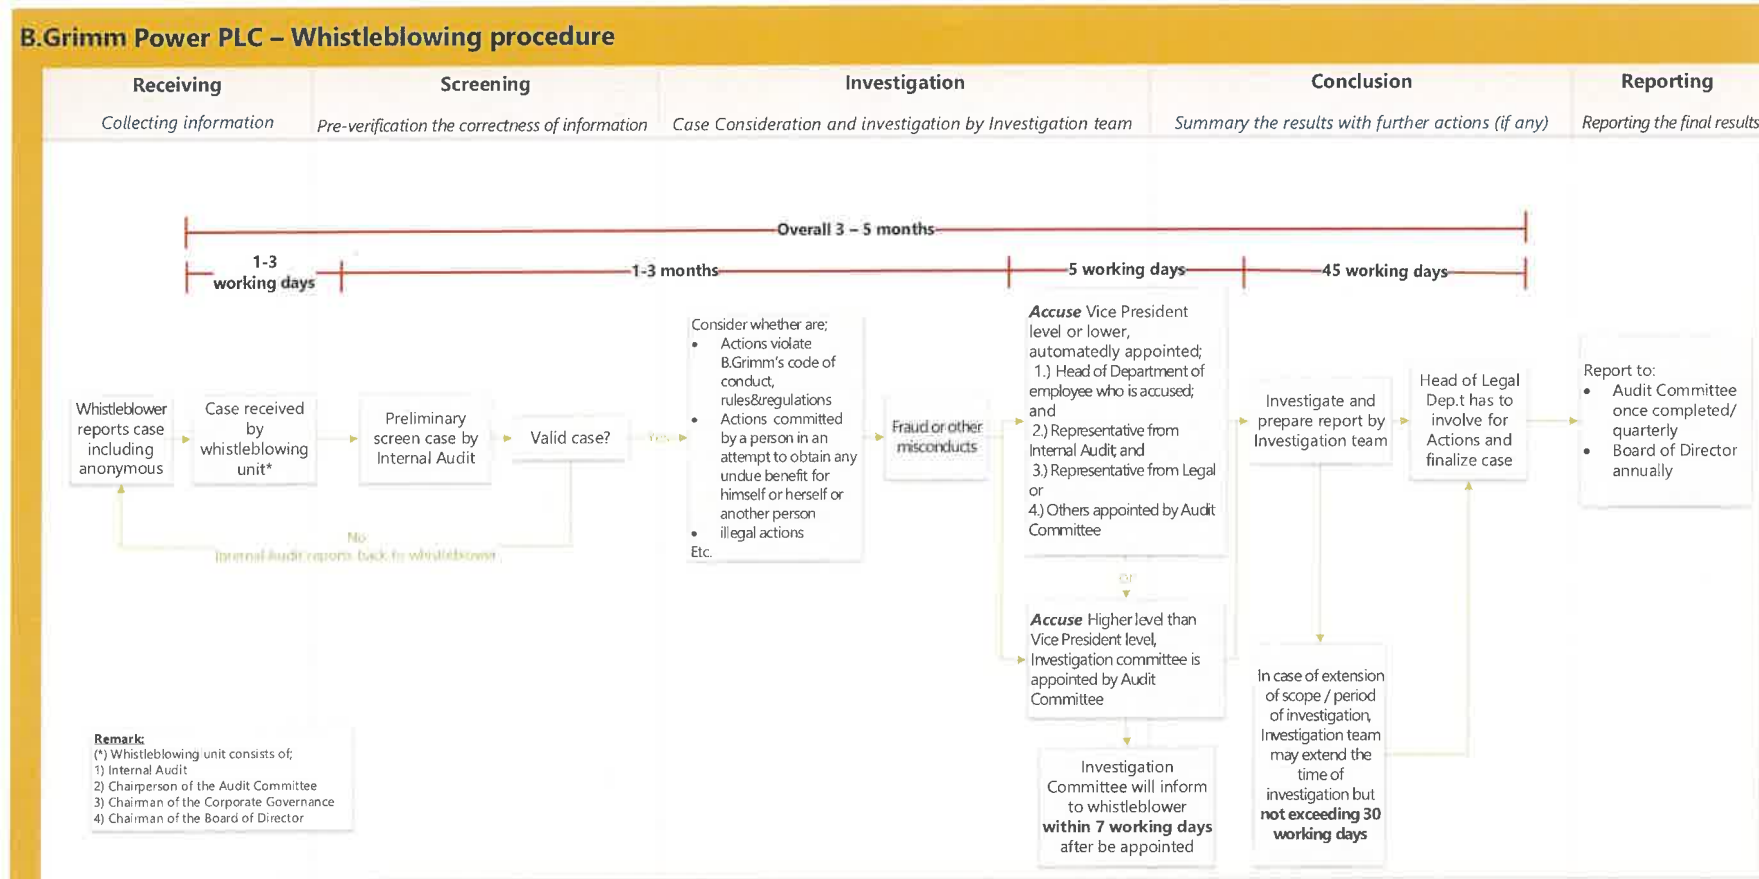 B.Grimm Power PLC – Whistleblowing procedure
Receiving
Screening
Investigation
Conclusion
Reporting
Collecting information
Pre-verification the correctness of information
Case Consideration and investigation by Investigation team
Summary the results with further actions (if any)
Reporting the final results
Overall 3 – 5 months
1-3
working days
1-3 months
5 working days
45 working days
Whistleblower
reports case
including
anonymous
Case received
by
whistleblowing
unit*
Preliminary
screen case by
Internal Audit
Valid case?
Yes
No
Internal Audit reports back to whistleblower
Consider whether are;
• Actions violate
B.Grimm's code of
conduct,
rules&regulations
• Actions committed
by a person in an
attempt to obtain any
undue benefit for
himself or herself or
another person
• illegal actions
Etc.
Fraud or other
misconducts
Accuse Vice President
level or lower,
automatedly appointed;
1.) Head of Department of
employee who is accused;
and
2.) Representative from
Internal Audit; and
3.) Representative from Legal
or
4.) Others appointed by Audit
Committee
or
Accuse Higher level than
Vice President level,
Investigation committee is
appointed by Audit
Committee
Investigation
Committee will inform
to whistleblower
within 7 working days
after be appointed
Investigate and
prepare report by
Investigation team
In case of extension
of scope / period
of investigation,
Investigation team
may extend the
time of
investigation but
not exceeding 30
working days
Head of Legal
Dep.t has to
involve for
Actions and
finalize case
Report to:
• Audit Committee
once completed/
quarterly
• Board of Director
annually
Remark:
(*) Whistleblowing unit consists of;
1) Internal Audit
2) Chairperson of the Audit Committee
3) Chairman of the Corporate Governance
4) Chairman of the Board of Director